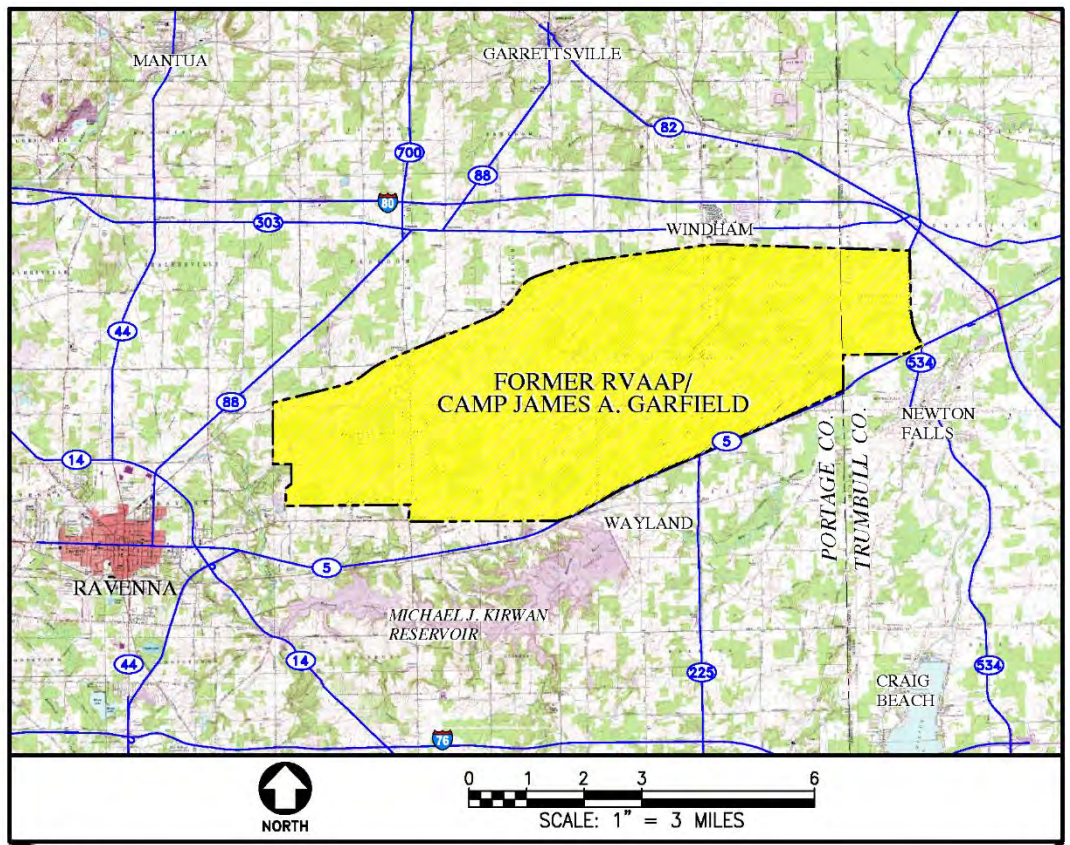 MANTUA
GARRETTSVILLE
82
700
88
80
303
WINDHAM
44
534
FORMER RVAAP/
CAMP JAMES A. GARFIELD
88
NEWTON
FALLS
5
14
PORTAGE CO.
TRUMBULL CO.
WAYLAND
5
RAVENNA
MICHAEL J. KIRWAN
RESERVOIR
44
14
225
534
CRAIG
BEACH
76
NORTH
0 1 2 3 6
SCALE: 1" = 3 MILES